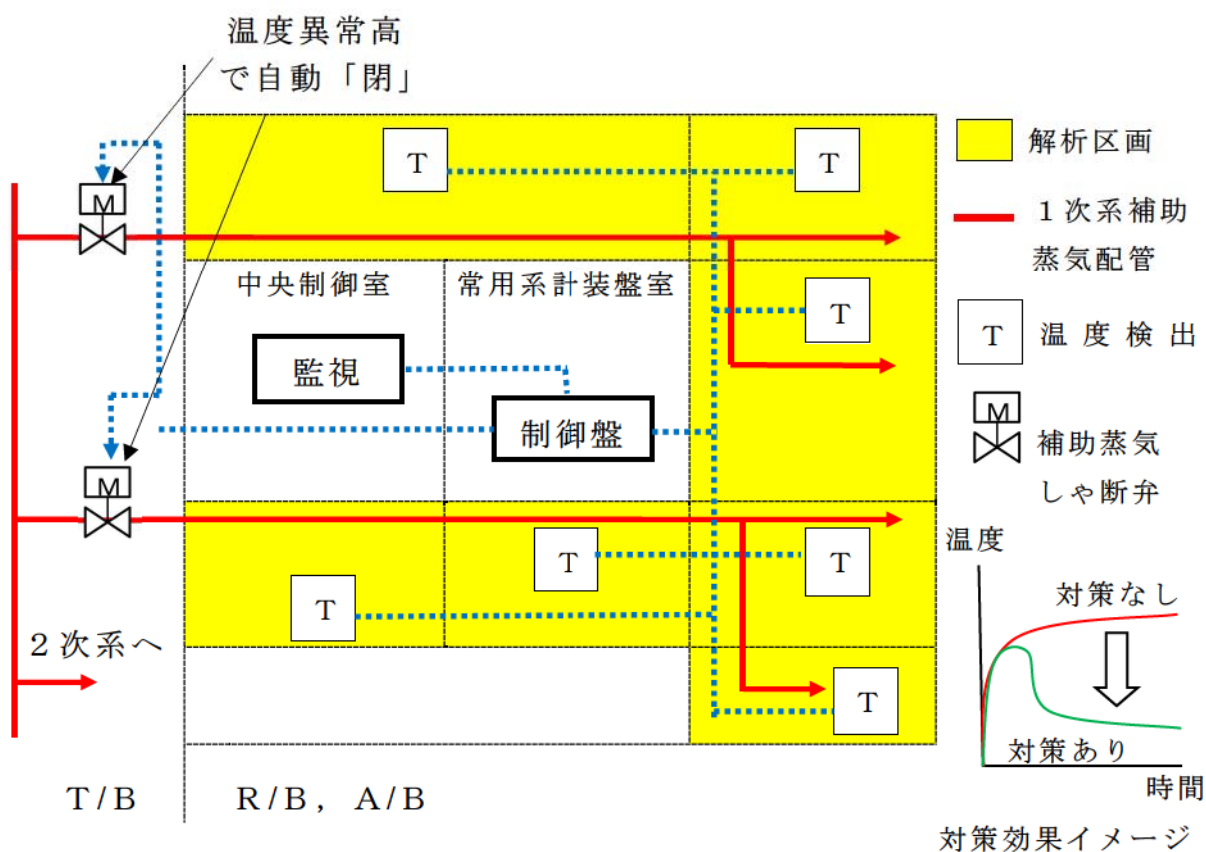 温度異常高
で自動「閉」
M
T
T
解析区画
1次系補助
蒸気配管
中央制御室
常用系計装盤室
T
T
温度検出
監視
制御盤
M
補助蒸気
しゃ断弁
M
T
T
T
温度
対策なし
2次系へ
T
対策あり
時間
T/B
R/B, A/B
対策効果イメージ